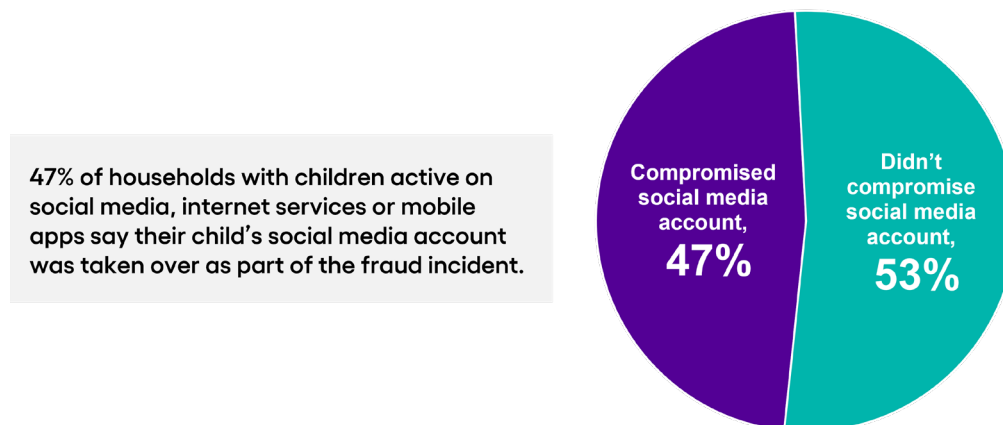 47% of households with children active on
social media, internet services or mobile
apps say their child’s social media account
was taken over as part of the fraud incident.
Compromised
social media
account,
47%
Didn’t
compromise
social media
account,
53%